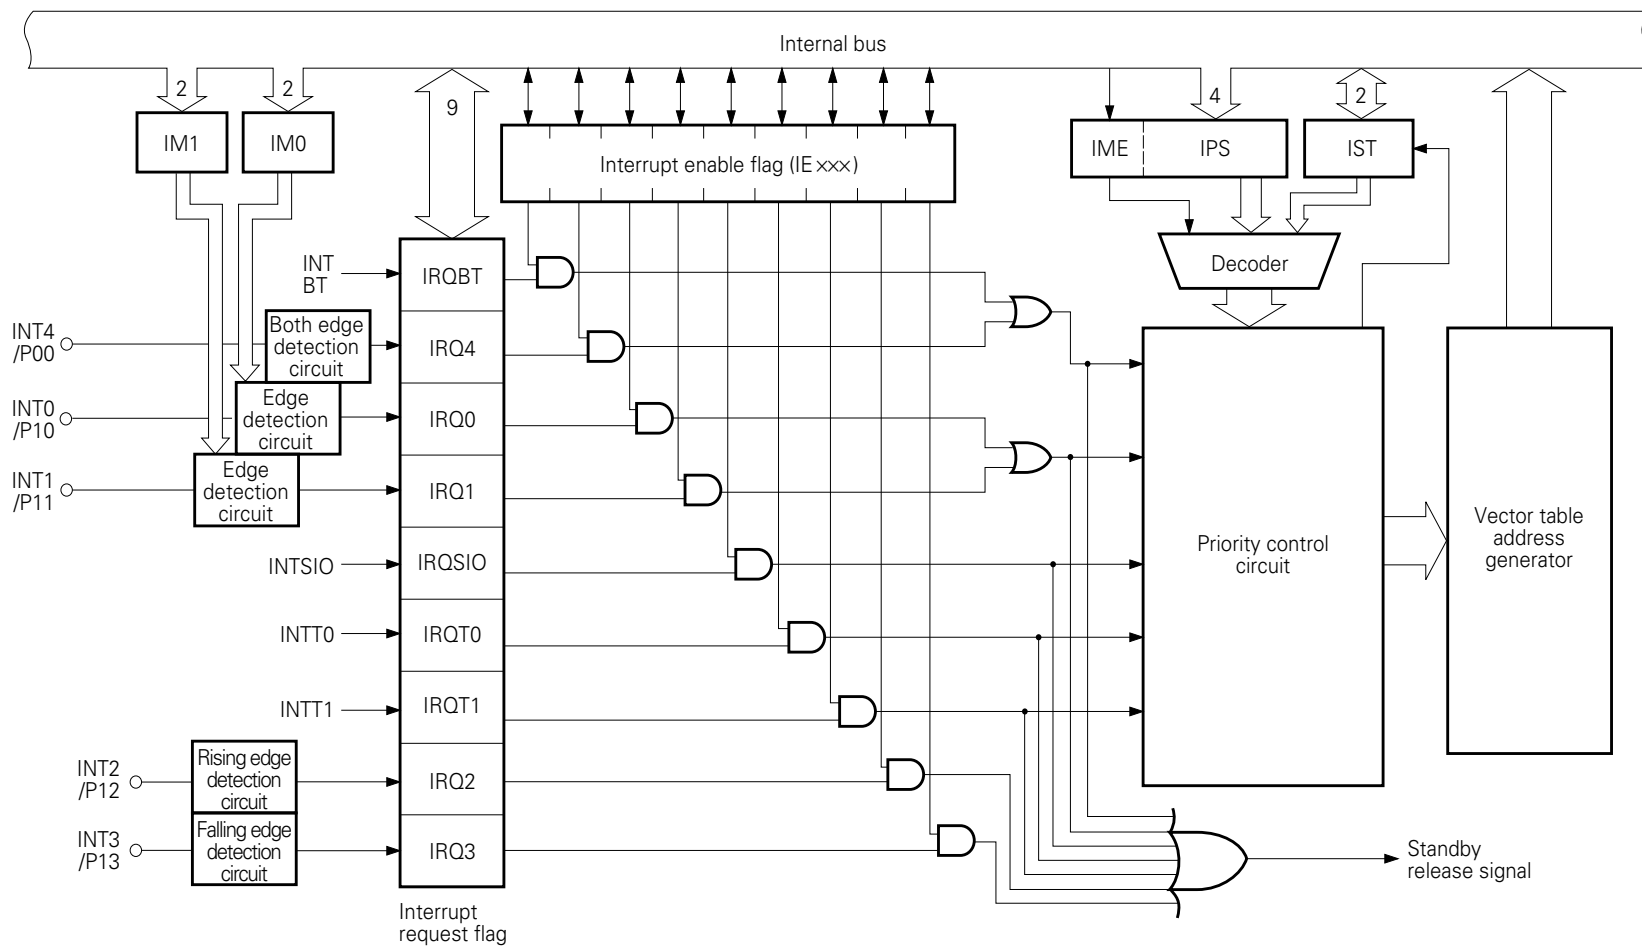 Internal bus
2
2
9
4
2
IM1
IM0
Interrupt enable flag (IE×××)
IME
IPS
IST
Decoder
INT
BT
IRQBT
INT4
/P00
Both edge
detection
circuit
IRQ4
INT0
/P10
Edge
detection
circuit
IRQ0
INT1
/P11
Edge
detection
circuit
IRQ1
INTSIO
IRQSIO
INTT0
IRQT0
INTT1
IRQT1
INT2
/P12
Rising edge
detection
circuit
IRQ2
INT3
/P13
Falling edge
detection
circuit
IRQ3
Interrupt
request flag
Priority control
circuit
Vector table
address
generator
Standby
release signal